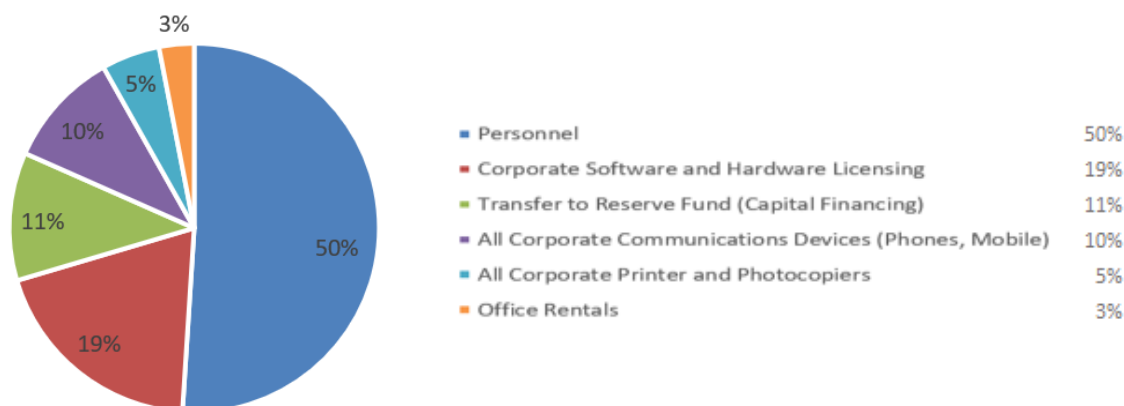 3%
5%
10%
11%
50%
19%
Personnel 50%
Corporate Software and Hardware Licensing 19%
Transfer to Reserve Fund (Capital Financing) 11%
All Corporate Communications Devices (Phones, Mobile) 10%
All Corporate Printer and Photocopiers 5%
Office Rentals 3%